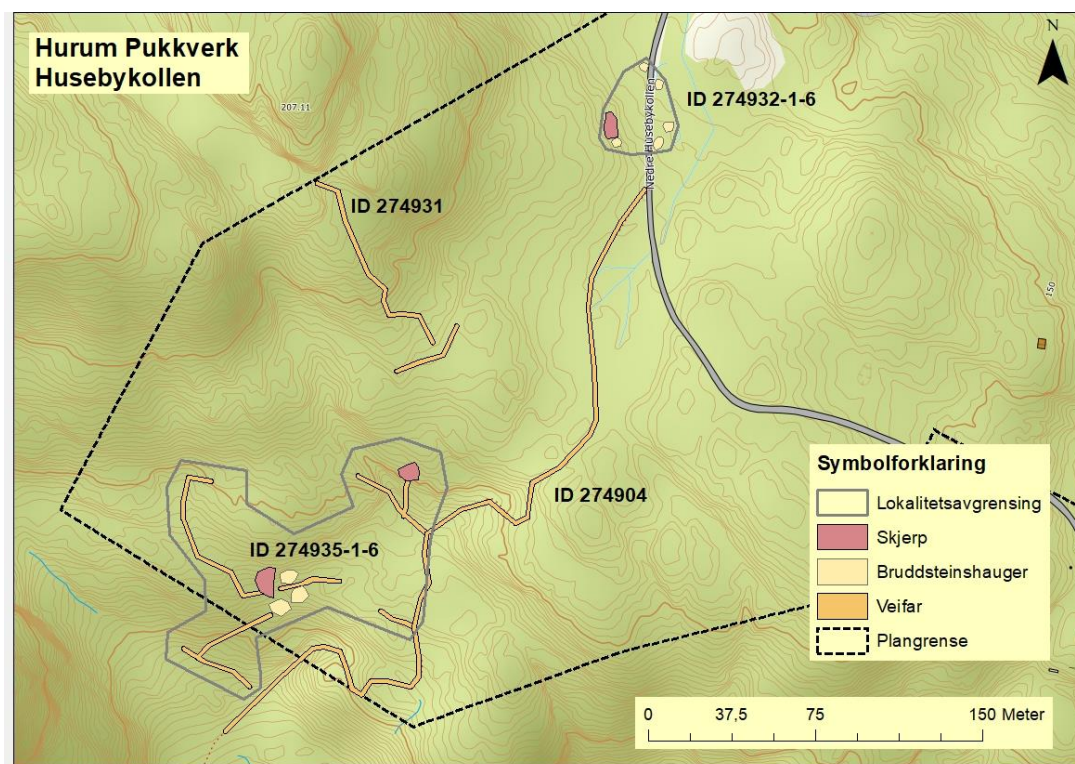 Hurum Pukkverk
Husebykollen
N
207.11
ID 274932-1-6
Nedre Husebykollen
ID 274931
150
ID 274904
ID 274935-1-6
Symbolforklaring
Lokalitetsavgrensing
Skjerp
Bruddsteinshauger
Veifar
Plangrense
0 37,5 75 150 Meter